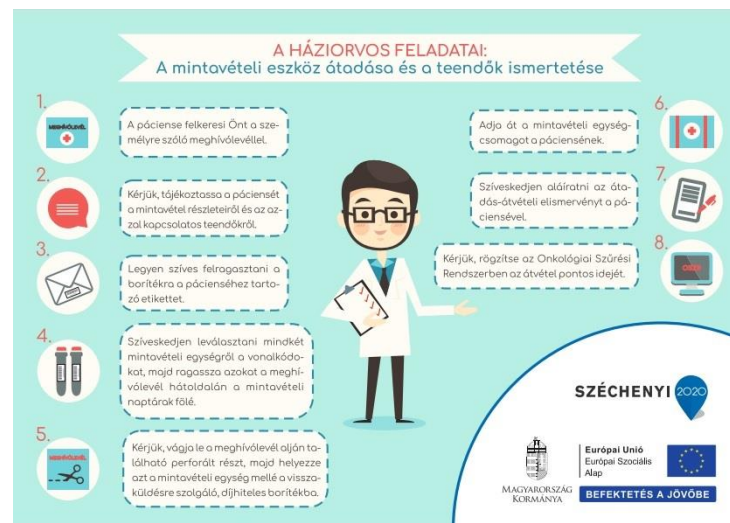 A HÁZIORVOS FELADATAI:
A mintavételi eszköz átadása és a teendők ismertetése
1.
MEGHÍVÓLEVÉL
A páciense felkeresi Önt a sze-
mélyre szóló meghívólevéllel.
2.
Kérjük, tájékoztassa a páciensét
a mintavétel részleteiről és az az-
zal kapcsolatos teendőkről.
3.
Legyen szíves felragasztani a
borítékra a pácienséhez tarto-
zó etikettet.
4.
Szíveskedjen leválasztani mindkét
mintavételi egységről a vonalkódo-
kat, majd ragassza azokat a meghí-
vólevél hátoldalán a mintavételi
naptárak fölé.
5.
MEGHÍVÓLEVÉL
Kérjük, vágja le a meghívólevél alján ta-
lálható perforált részt, majd helyezze
azt a mintavételi egység mellé a vissza-
küldésre szolgáló, díjhiteles borítékba.
6.
Adja át a mintavételi egység-
csomagot a páciensének.
7.
Szíveskedjen aláíratni az áta-
dás-átvételi elismervényt a pá-
ciensével.
8.
Kérjük, rögzítse az Onkológiai Szűrési
Rendszerben az átvétel pontos idejét.
SZÉCHENYI 2020
MAGYARORSZÁG
KORMÁNYA
Európai Unió
Európai Szociális
Alap
BEFEKTETÉS A JÖVŐBE